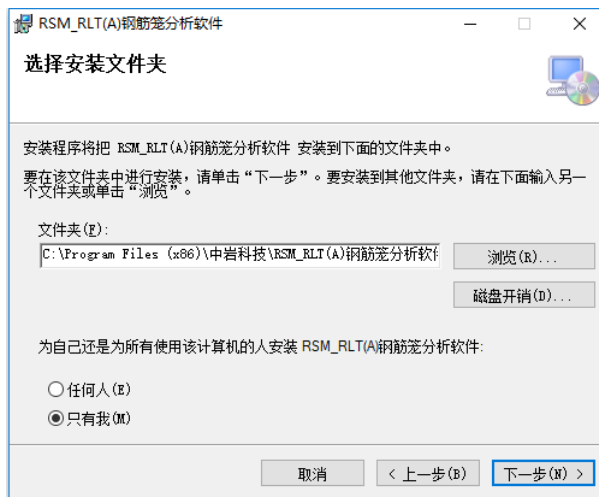 RSM_RLT(A)钢筋笼分析软件
选择安装文件夹
安装程序将把 RSM_RLT(A)钢筋笼分析软件 安装到下面的文件夹中。
要在该文件夹中进行安装，请单击“下一步”。要安装到其他文件夹，请在下面输入另一
个文件夹或单击“浏览”。
文件夹(F):
C:\Program Files (x86)\中岩科技\RSM_RLT(A)钢筋笼分析软
浏览(R)...
磁盘开销(D)...
为自己还是为所有使用该计算机的人安装 RSM_RLT(A)钢筋笼分析软件:
任何人(E)
只有我(M)
取消
< 上一步(B)
下一步(N) >